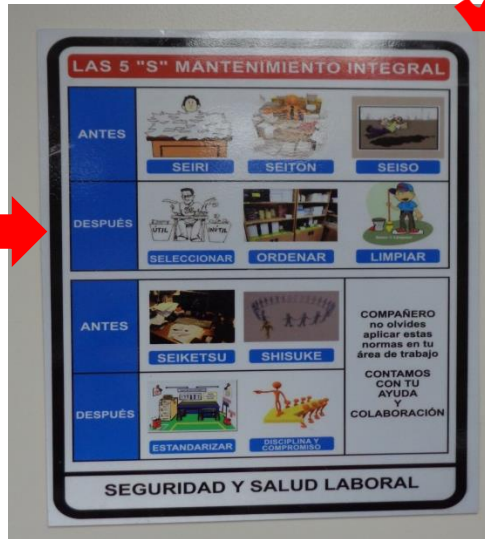 LAS 5 "S" MANTENIMIENTO INTEGRAL
ANTES
SEIRI SEITON SEISO
DESPUÉS
ÚTIL INÚTIL
SELECCIONAR ORDENAR LIMPIAR
ANTES
SEIKETSU SHISUKE
COMPAÑERO
no olvides
aplicar estas
normas en tu
área de trabajo
CONTAMOS
CON TU
AYUDA
Y
COLABORACIÓN
DESPUÉS
ESTANDARIZAR
DISCIPLINA Y
COMPROMISO
SEGURIDAD Y SALUD LABORAL